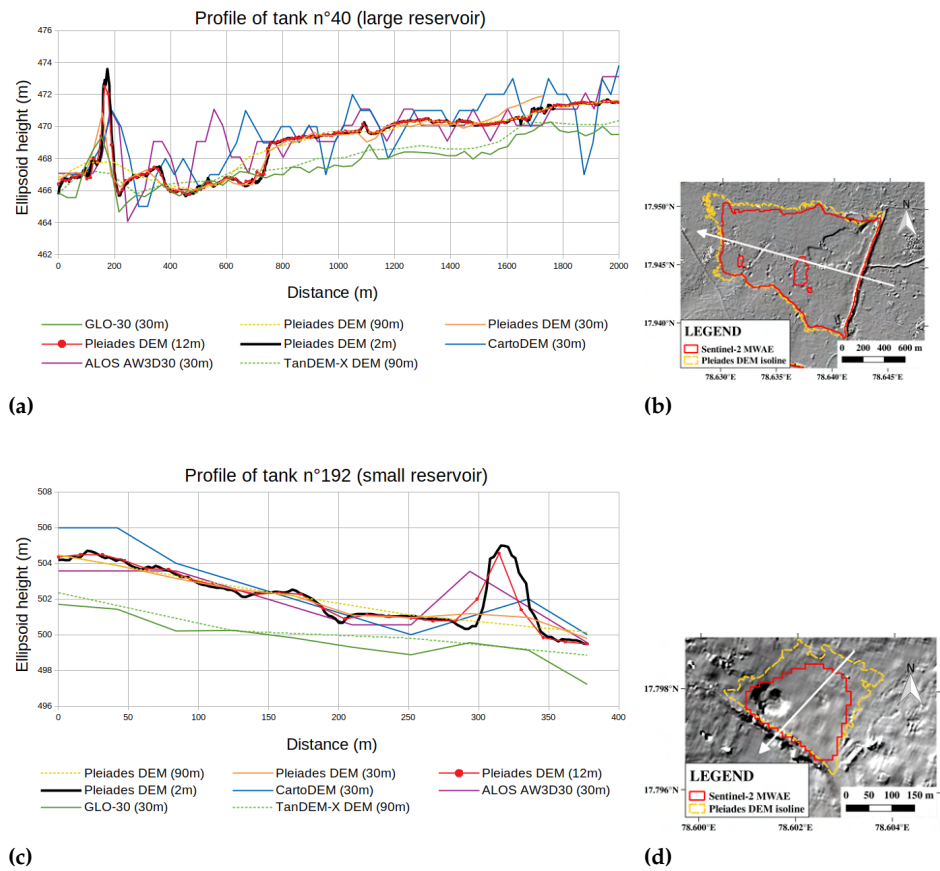 Profile of tank n°40 (large reservoir)
Ellipsoid height (m)
476
474
472
470
468
466
464
462
0 200 400 600 800 1000 1200 1400 1600 1800 2000
Distance (m)
GLO-30 (30m) Pleiades DEM (90m) Pleiades DEM (30m)
Pleiades DEM (12m) Pleiades DEM (2m) CartoDEM (30m)
ALOS AW3D30 (30m) TanDEM-X DEM (90m)
(a)
17.950°N
17.945°N
17.940°N
N
LEGEND
Sentinel-2 MWAE
Pleiades DEM isoline
0 200 400 600 m
78.630°E 78.635°E 78.640°E 78.645°E
(b)
Profile of tank n°192 (small reservoir)
Ellipsoid height (m)
508
506
504
502
500
498
496
0 50 100 150 200 250 300 350 400
Distance (m)
Pleiades DEM (90m) Pleiades DEM (30m) Pleiades DEM (12m)
Pleiades DEM (2m) CartoDEM (30m) ALOS AW3D30 (30m)
GLO-30 (30m) TanDEM-X DEM (90m)
(c)
17.798°N
17.796°N
N
LEGEND
Sentinel-2 MWAE
Pleiades DEM isoline
0 50 100 150 m
78.600°E 78.602°E 78.604°E
(d)